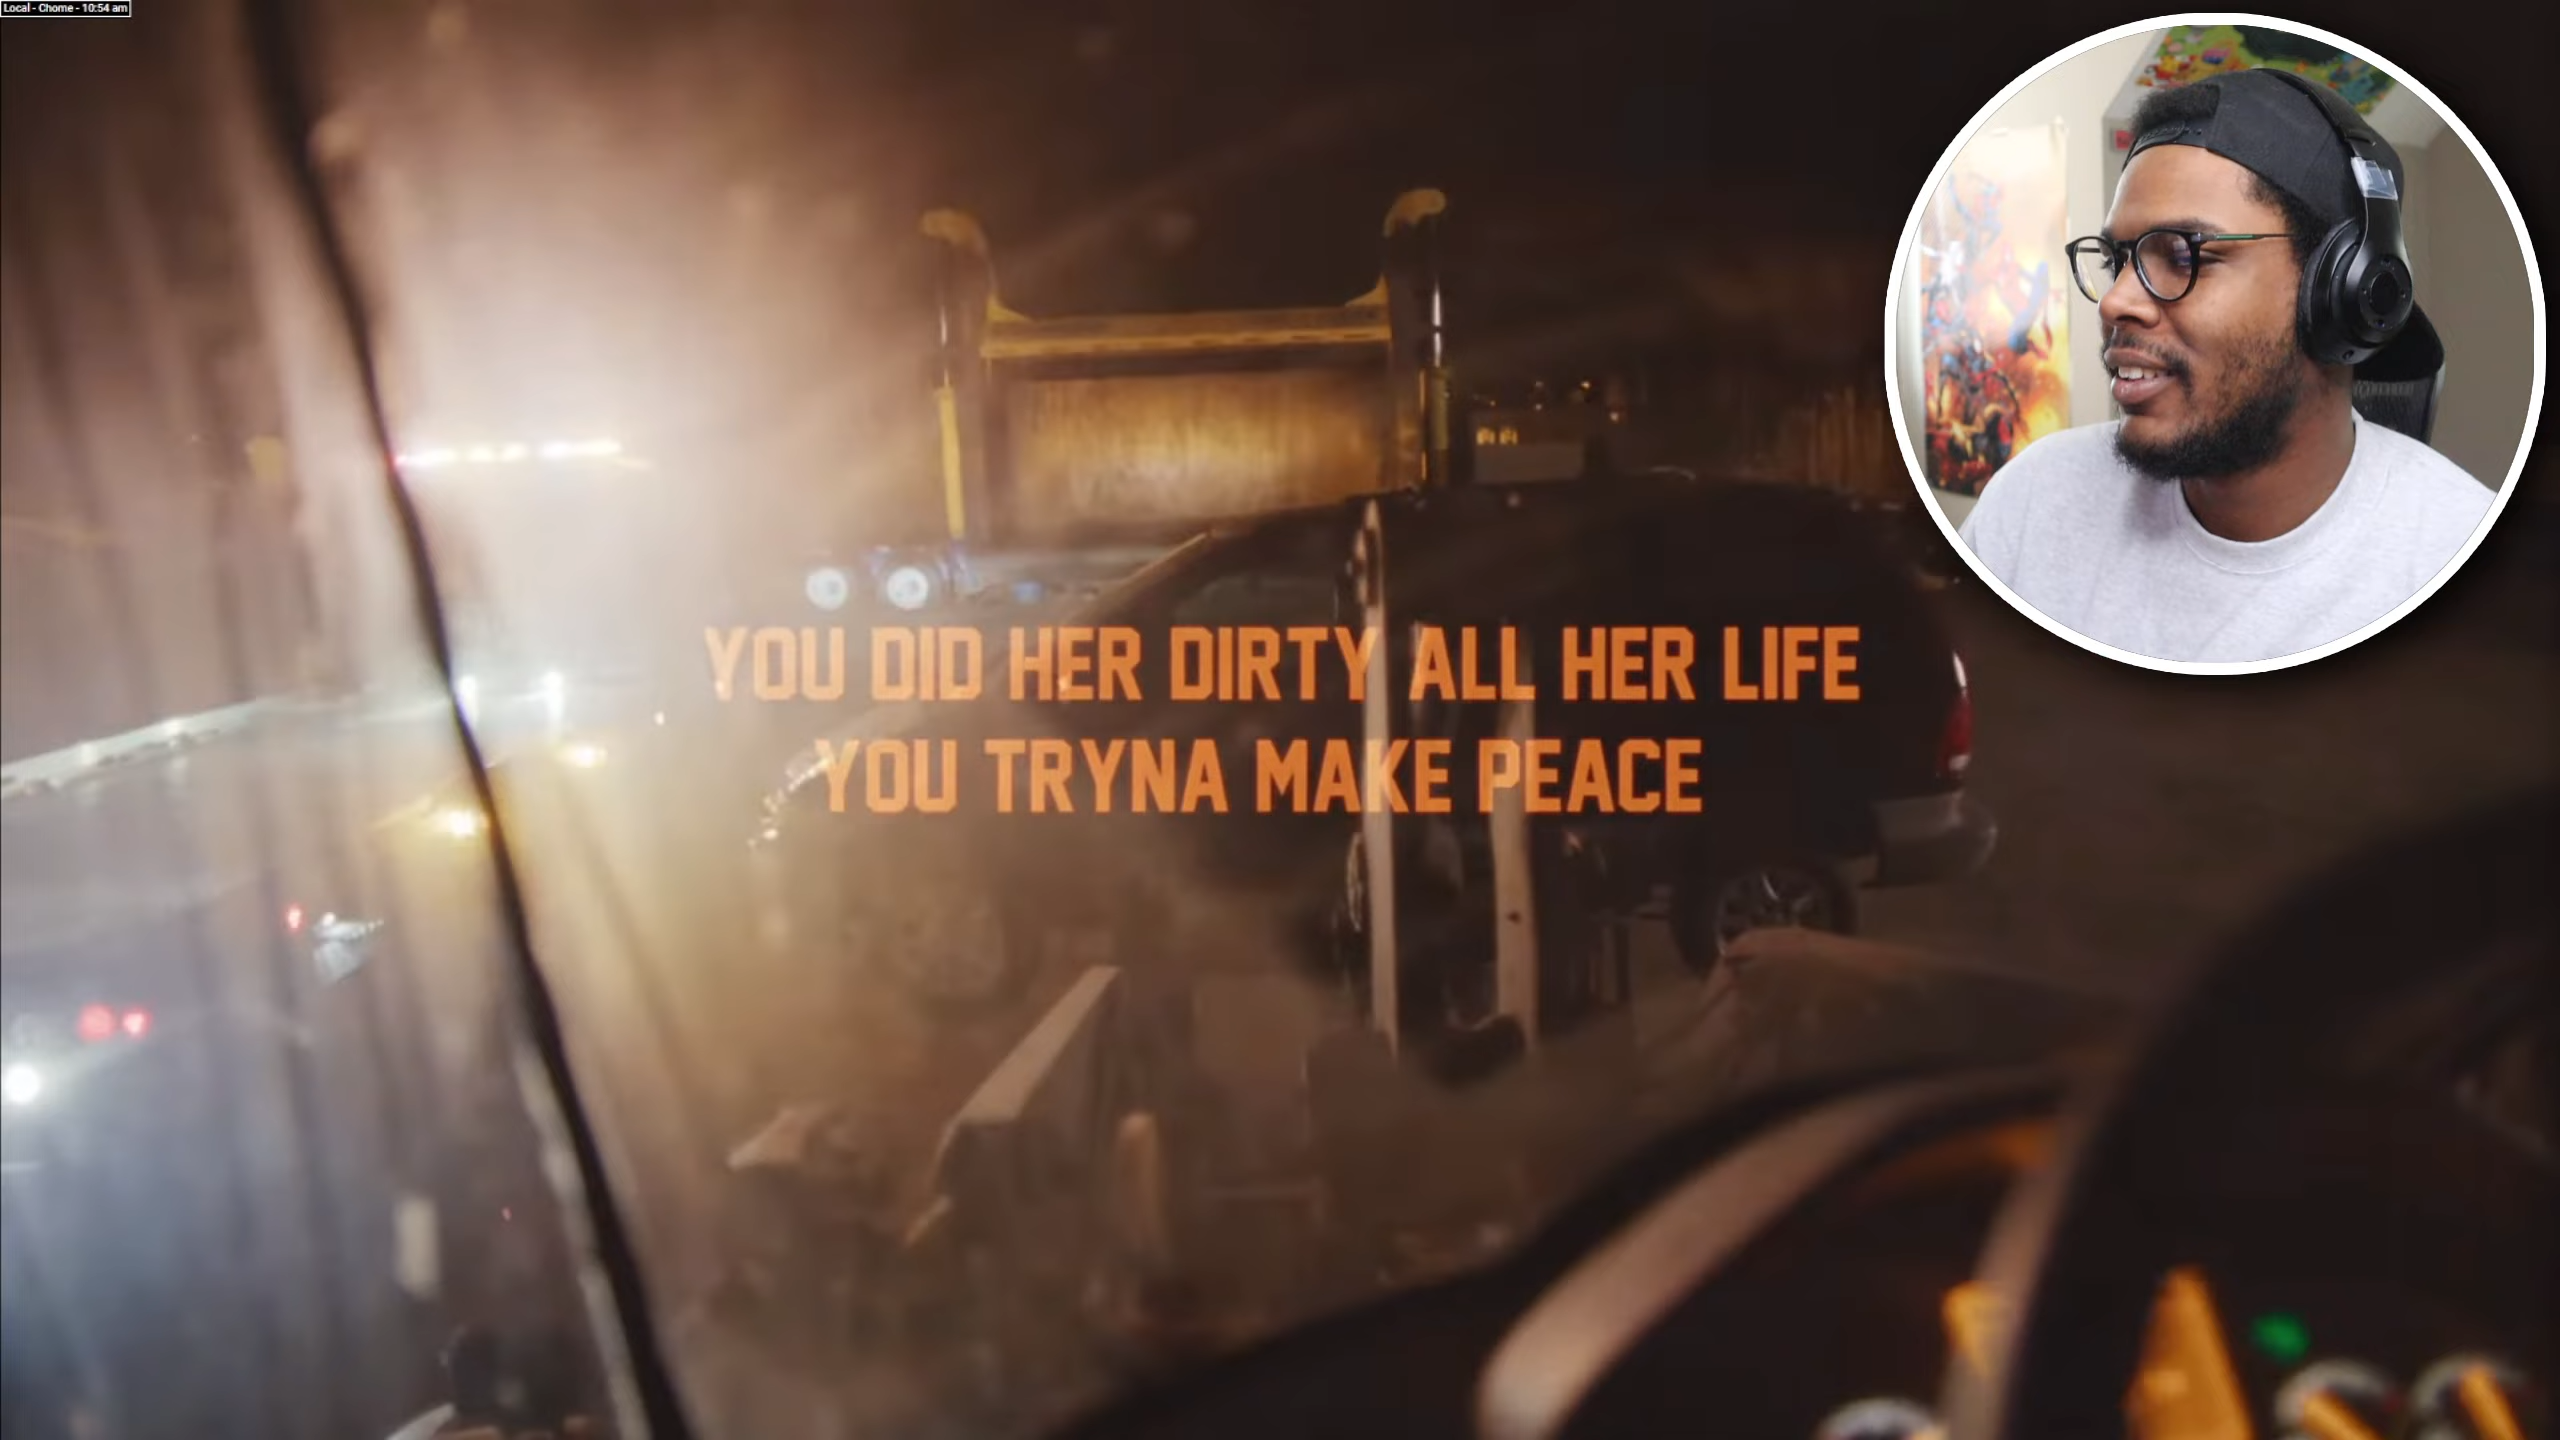 Local - Chome - 10:54 am
YOU DID HER DIRTY ALL HER LIFE
YOU TRYNA MAKE PEACE